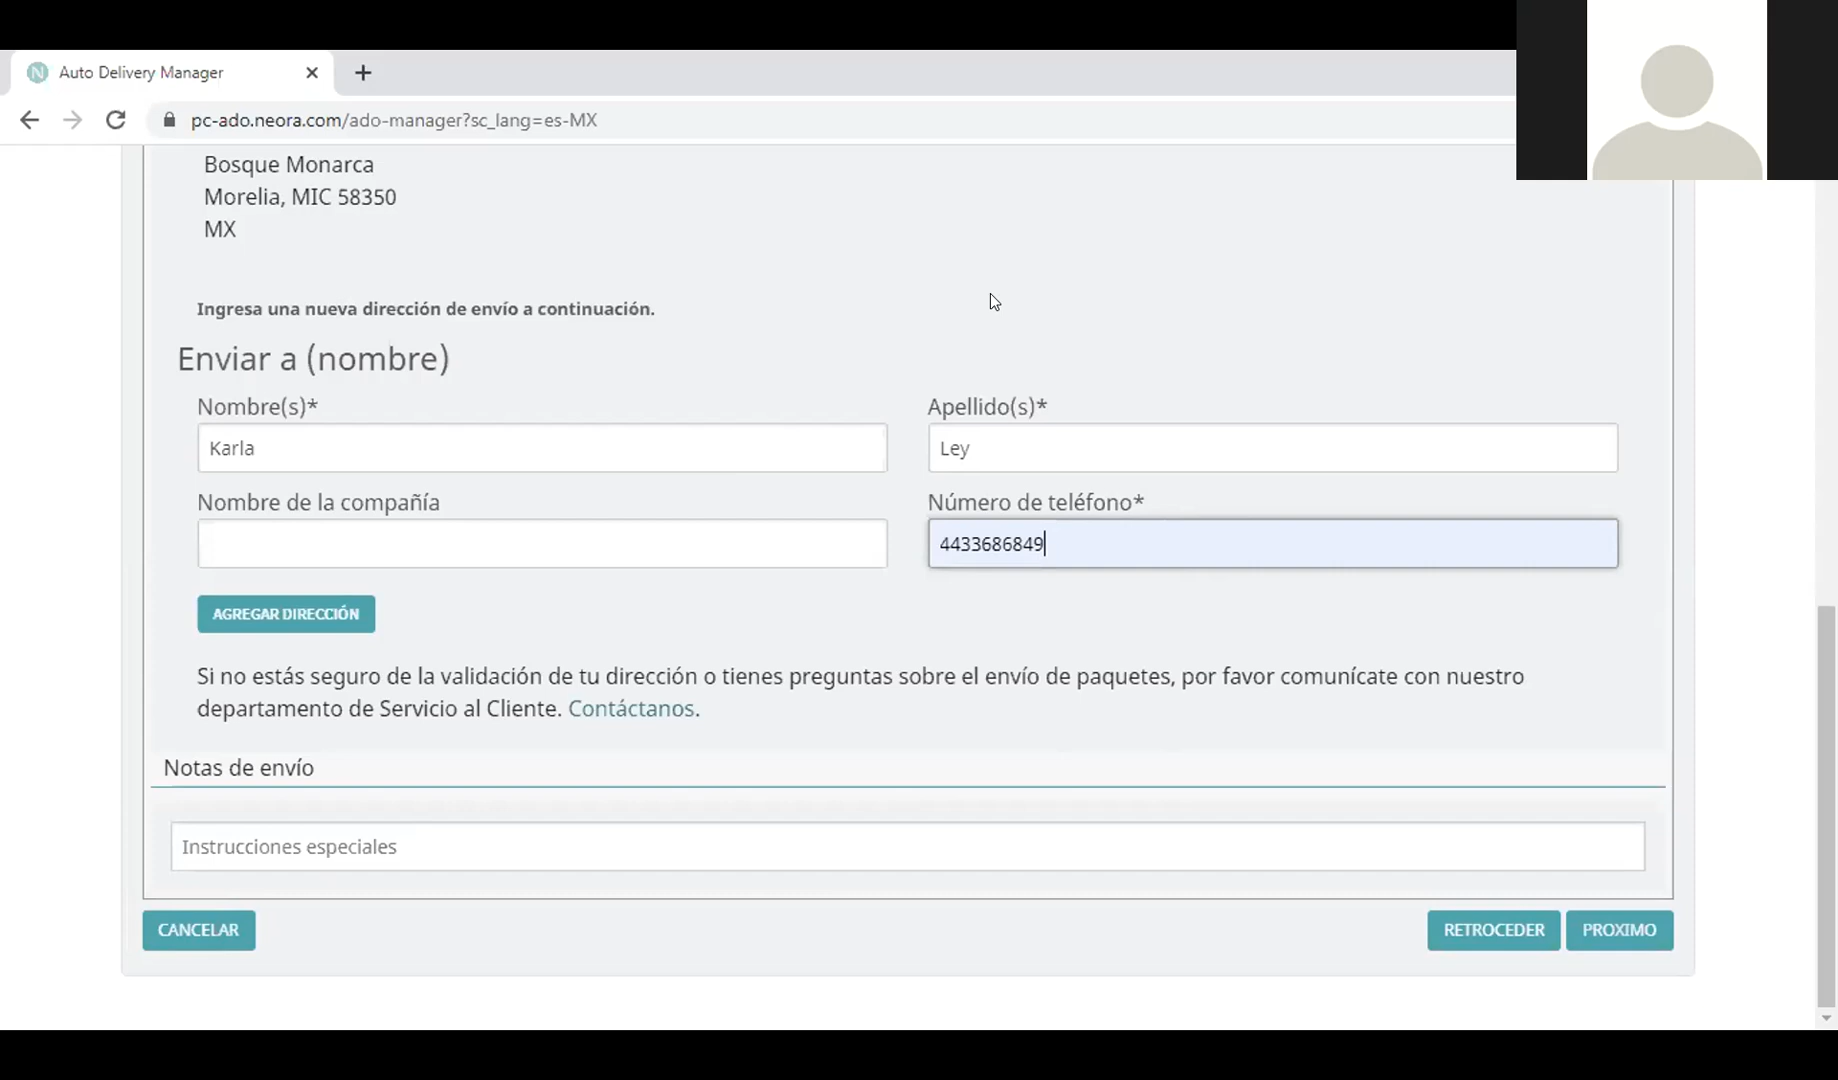 Auto Delivery Manager
pc-ado.neora.com/ado-manager?sc_lang=es-MX
Bosque Monarca
Morelia, MIC 58350
MX
Ingresa una nueva dirección de envío a continuación.
Enviar a (nombre)
Nombre(s)*
Apellido(s)*
Karla
Ley
Nombre de la compañía
Número de teléfono*
4433686849
AGREGAR DIRECCIÓN
Si no estás seguro de la validación de tu dirección o tienes preguntas sobre el envío de paquetes, por favor comunícate con nuestro
departamento de Servicio al Cliente. Contáctanos.
Notas de envío
Instrucciones especiales
CANCELAR
RETROCEDER
PROXIMO